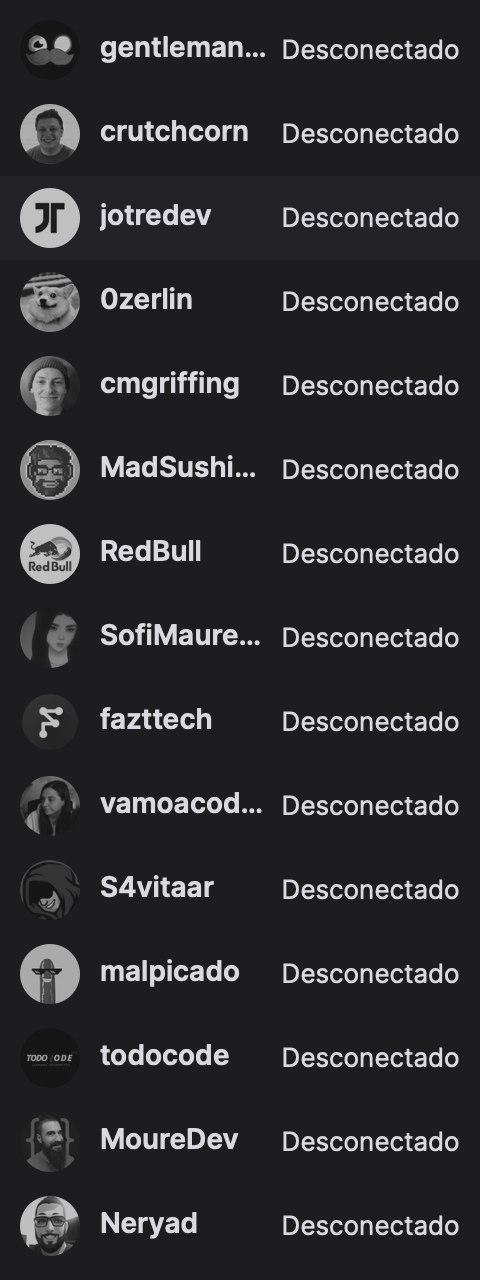 gentleman... Desconectado
crutchcorn Desconectado
JT
jotredev Desconectado
0zerlin Desconectado
cmgriffing Desconectado
MadSushi... Desconectado
Red Bull
RedBull Desconectado
SofiMaure... Desconectado
fazttech Desconectado
vamoacod... Desconectado
S4vitaar Desconectado
malpicado Desconectado
TODO CODE
todocode Desconectado
MoureDev Desconectado
Neryad Desconectado